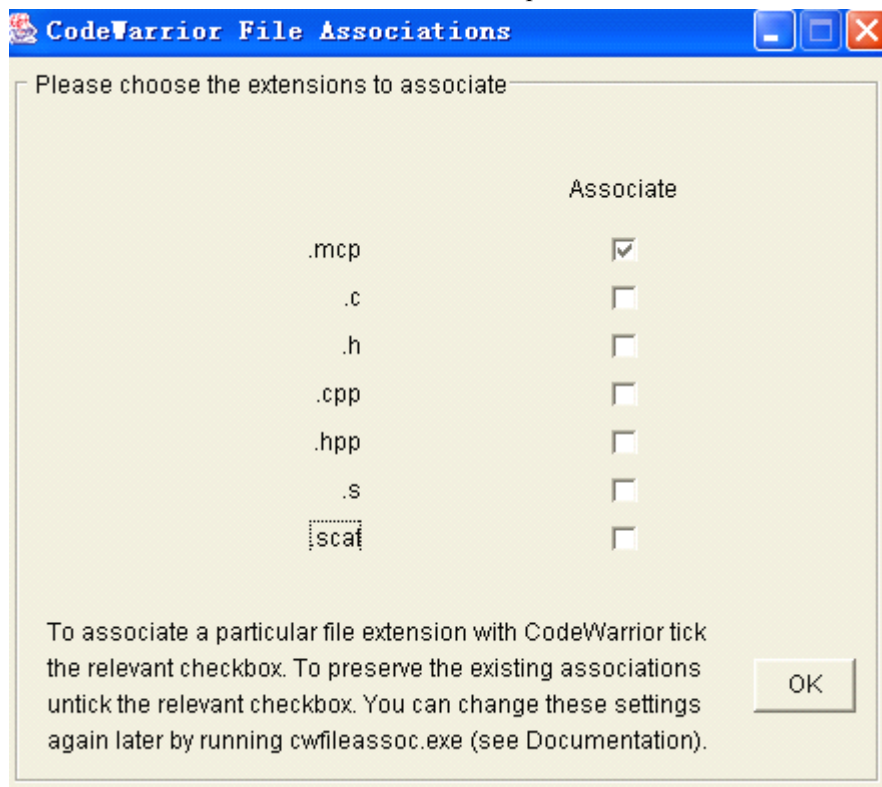 CodeWarrior File Associations
Please choose the extensions to associate
Associate
.mcp
.c
.h
.cpp
.hpp
.s
.scaf
To associate a particular file extension with CodeWarrior tick
the relevant checkbox. To preserve the existing associations
untick the relevant checkbox. You can change these settings
again later by running cwfileassoc.exe (see Documentation).
OK